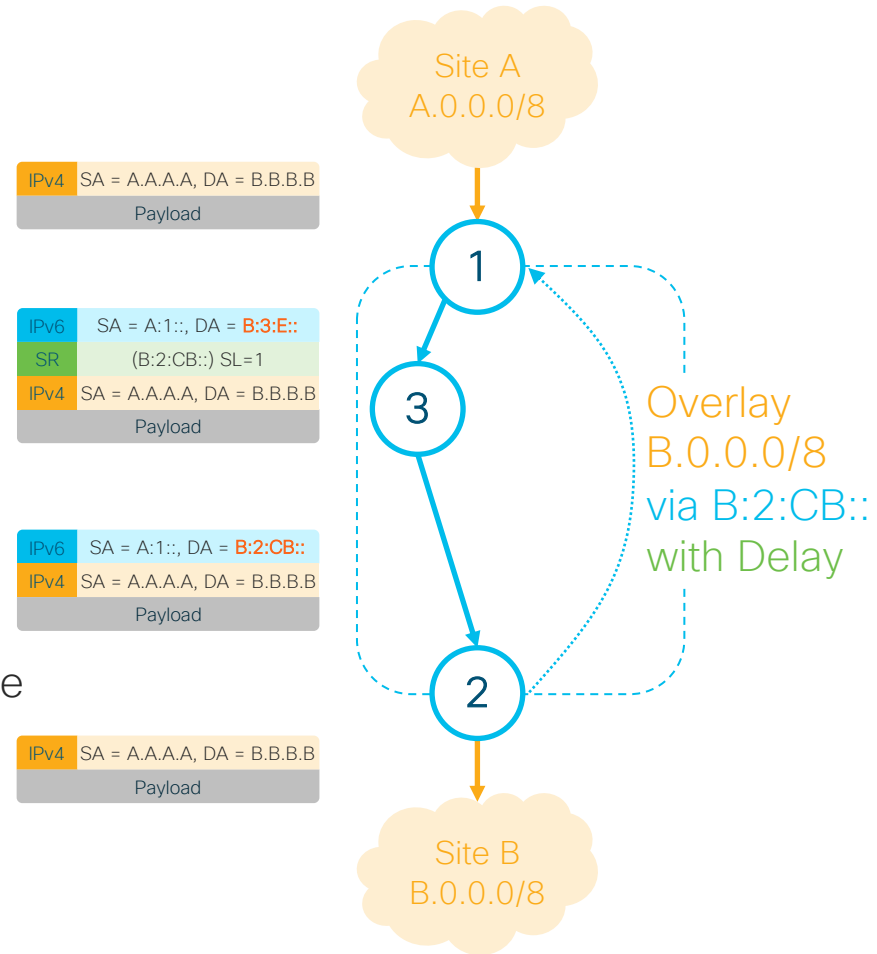 Site A
A.0.0.0/8
IPv4 SA = A.A.A.A, DA = B.B.B.B
Payload
1
IPv6 SA = A:1::, DA = B:3:E::
SR (B:2:CB::) SL=1
IPv4 SA = A.A.A.A, DA = B.B.B.B
Payload
3
Overlay
B.0.0.0/8
via B:2:CB::
with Delay
IPv6 SA = A:1::, DA = B:2:CB::
IPv4 SA = A.A.A.A, DA = B.B.B.B
Payload
e
2
IPv4 SA = A.A.A.A, DA = B.B.B.B
Payload
Site B
B.0.0.0/8